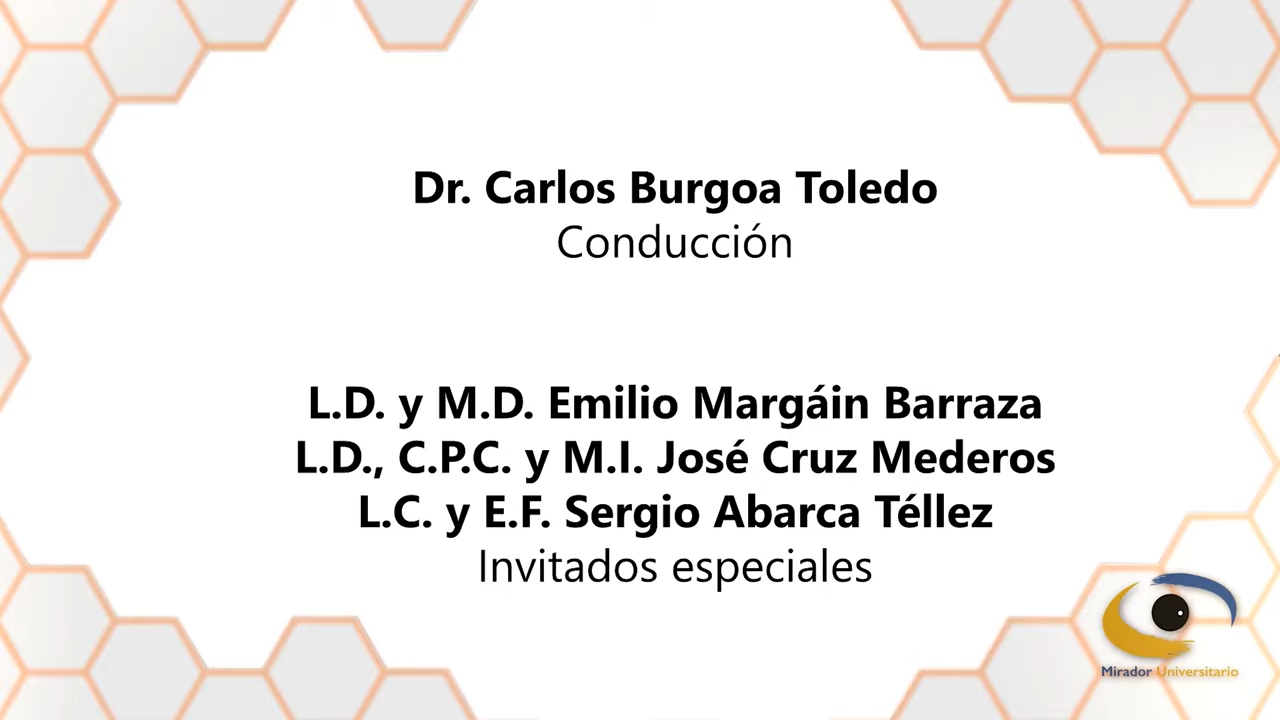 Dr. Carlos Burgoa Toledo
Conducción
L.D. y M.D. Emilio Margáin Barraza
L.D., C.P.C. y M.I. José Cruz Mederos
L.C. y E.F. Sergio Abarca Téllez
Invitados especiales
Mirador Universitario